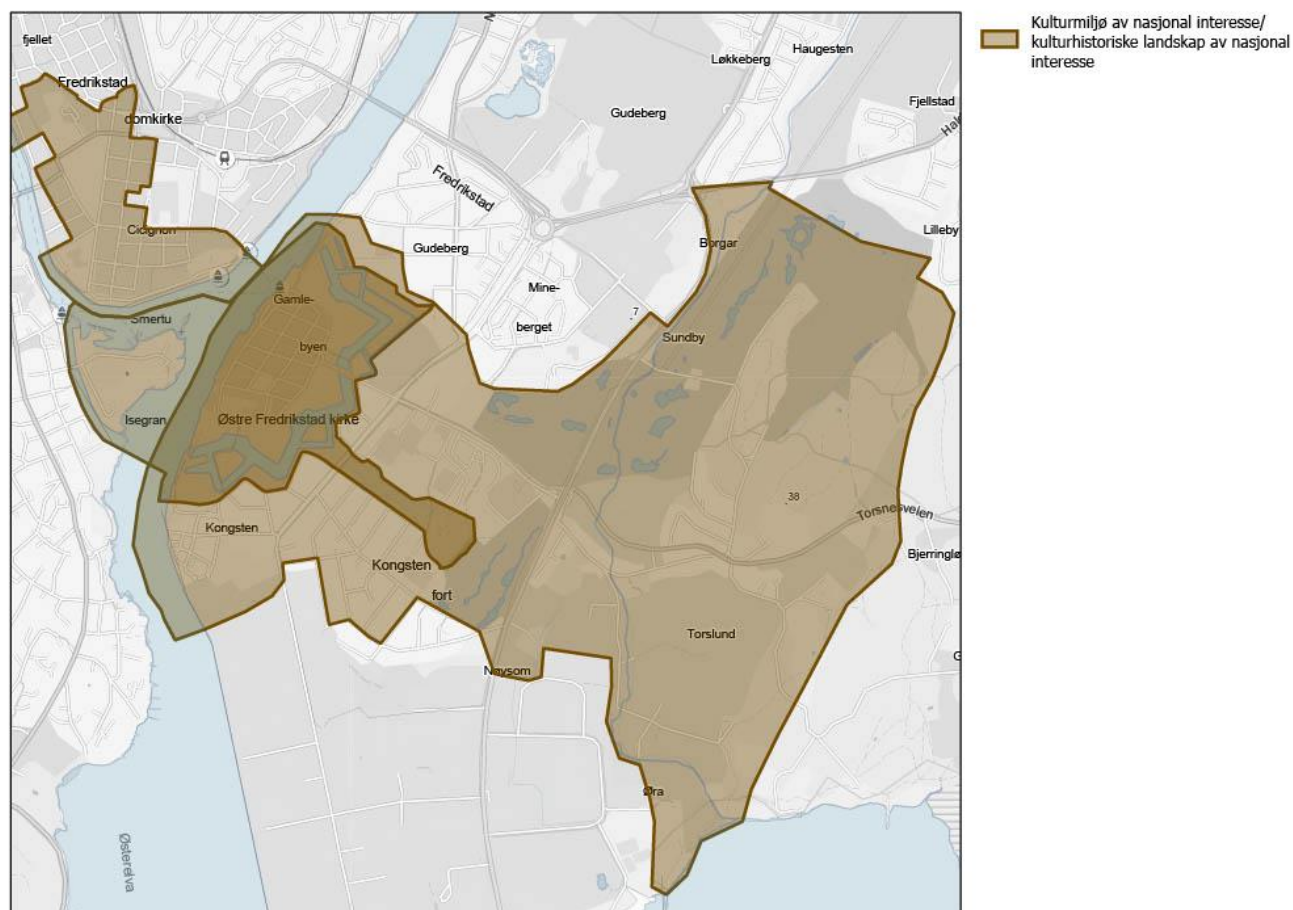 Kulturmiljø av nasjonal interesse/
kulturhistoriske landskap av nasjonal
interesse
fjellet
Fredrikstad
domkirke
N
Løkkeberg
Haugesten
Gudeberg
Fjellstad
Hal
Fredrikstad
Cicignon
Gudeberg
Borgar
Lilleby
Gamle-
byen
Mine-
berget
7
Smertu
Sundby
Isegran
Østre Fredrikstad kirke
38
Torsnesveien
Kongsten
Bjerringlø
Kongsten
fort
Torslund
G
Navsom
Øra
Østerelva